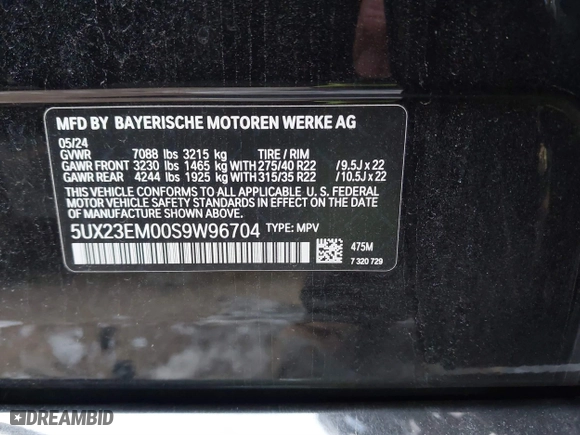 MFD BY BAYERISCHE MOTOREN WERKE AG
05/24
GVWR 7088 lbs 3215 kg TIRE / RIM
GAWR FRONT 3230 lbs 1465 kg WITH 275/40 R22 / 9.5J x 22
GAWR REAR 4244 lbs 1925 kg WITH 315/35 R22 / 10.5J x 22
THIS VEHICLE CONFORMS TO ALL APPLICABLE U. S. FEDERAL
MOTOR VEHICLE SAFETY STANDARDS IN EFFECT ON THE DATE
OF MANUFACTURE SHOWN ABOVE.
5UX23EM00S9W96704 TYPE: MPV
475M
7 320 729
DREAMBID